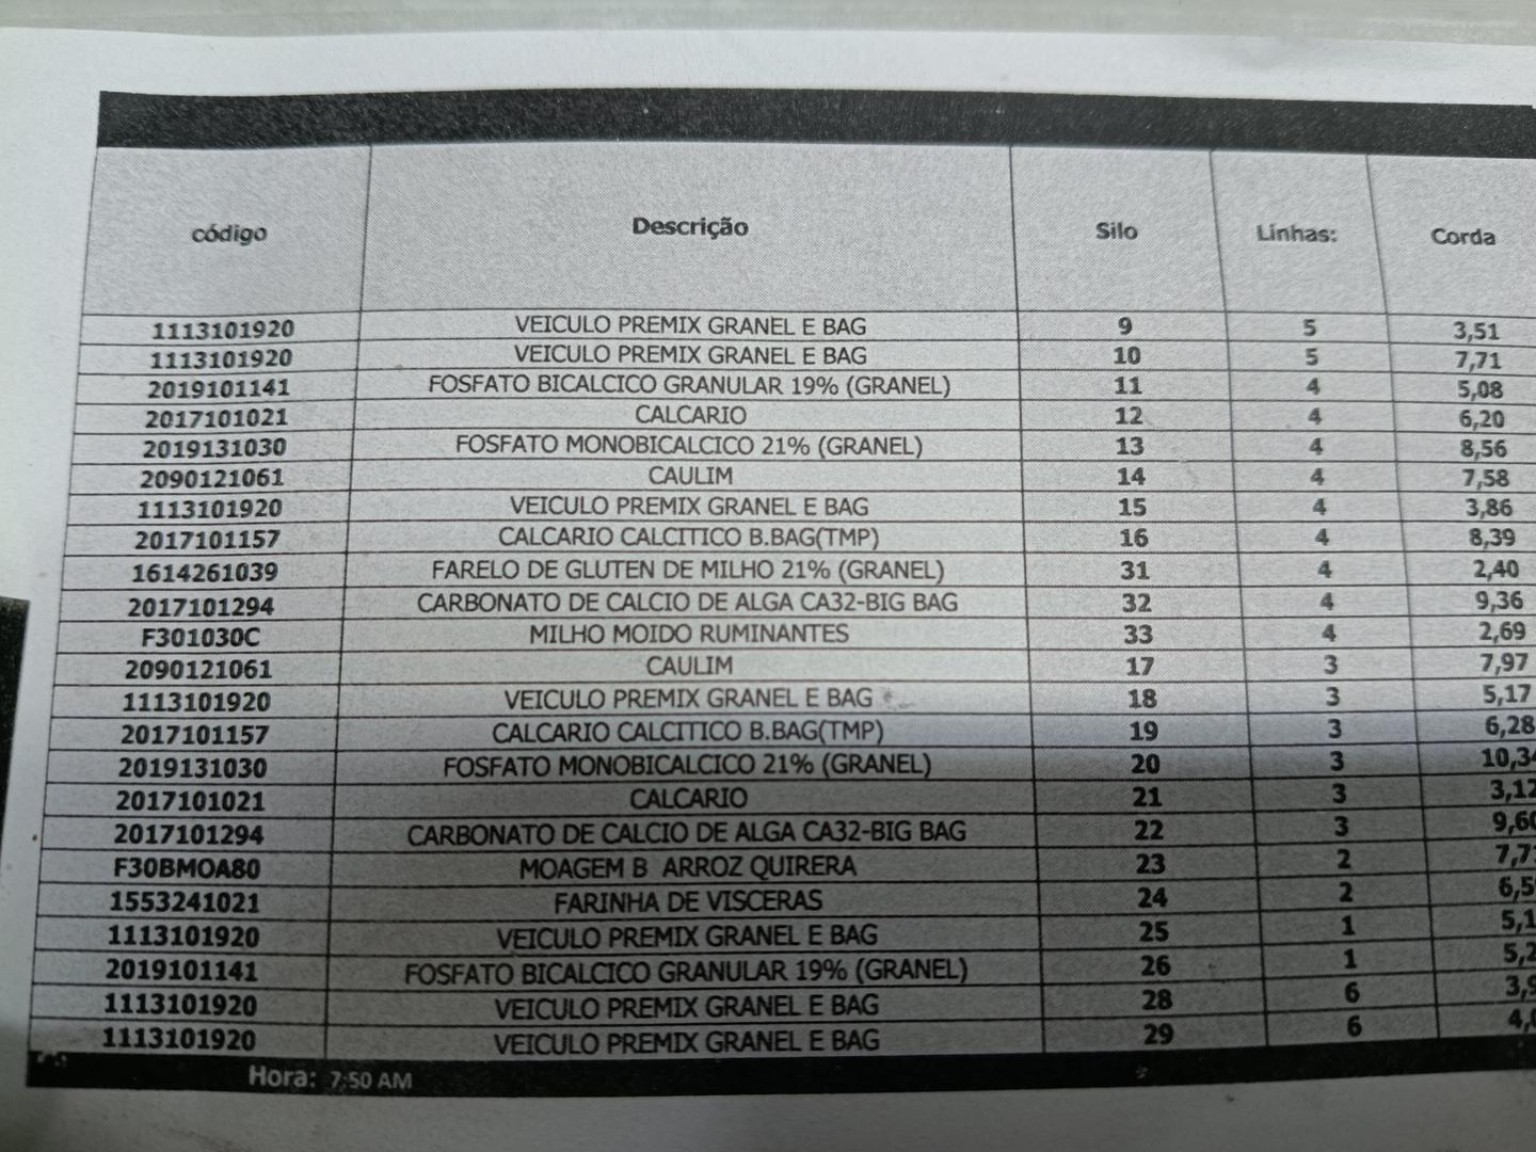 código Descrição Silo Linhas: Corda
1113101920 VEICULO PREMIX GRANEL E BAG 9 5 3,51
1113101920 VEICULO PREMIX GRANEL E BAG 10 5 7,71
2019101141 FOSFATO BICALCICO GRANULAR 19% (GRANEL) 11 4 5,08
2017101021 CALCARIO 12 4 6,20
2019131030 FOSFATO MONOBICALCICO 21% (GRANEL) 13 4 8,56
2090121061 CAULIM 14 4 7,58
1113101920 VEICULO PREMIX GRANEL E BAG 15 4 3,86
2017101157 CALCARIO CALCITICO B.BAG(TMP) 16 4 8,39
1614261039 FARELO DE GLUTEN DE MILHO 21% (GRANEL) 31 4 2,40
2017101294 CARBONATO DE CALCIO DE ALGA CA32-BIG BAG 32 4 9,36
F301030C MILHO MOIDO RUMINANTES 33 4 2,69
2090121061 CAULIM 17 3 7,97
1113101920 VEICULO PREMIX GRANEL E BAG 18 3 5,17
2017101157 CALCARIO CALCITICO B.BAG(TMP) 19 3 6,28
2019131030 FOSFATO MONOBICALCICO 21% (GRANEL) 20 3 10,34
2017101021 CALCARIO 21 3 3,12
2017101294 CARBONATO DE CALCIO DE ALGA CA32-BIG BAG 22 3 9,60
F30BMOA80 MOAGEM B ARROZ QUIRERA 23 2
1553241021 FARINHA DE VISCERAS 24 2
1113101920 VEICULO PREMIX GRANEL E BAG 25 1
2019101141 FOSFATO BICALCICO GRANULAR 19% (GRANEL) 26 1
1113101920 VEICULO PREMIX GRANEL E BAG 28 6
1113101920 VEICULO PREMIX GRANEL E BAG 29 6
Hora: 7:50 AM